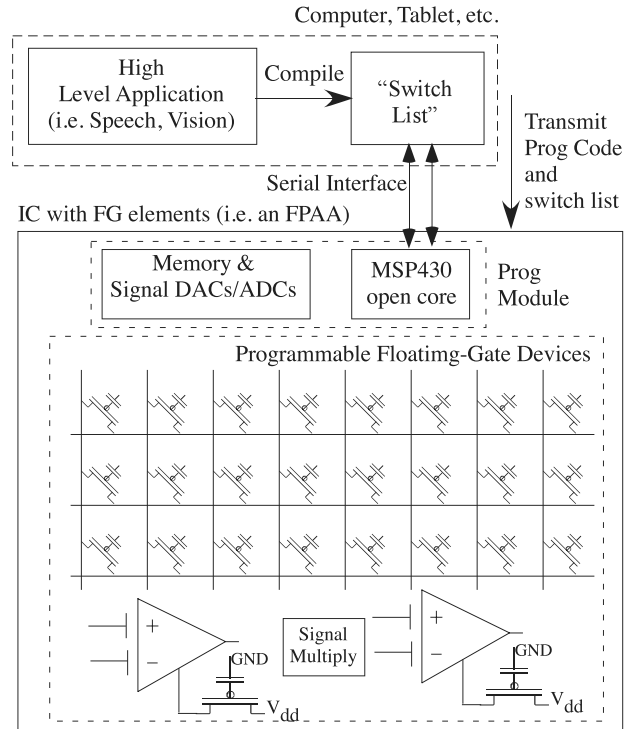 Computer, Tablet, etc.
High
Level Application
(i.e. Speech, Vision)
Compile
“Switch
List”
Transmit
Prog Code
and
switch list
Serial Interface
IC with FG elements (i.e. an FPAA)
Memory &
Signal DACs/ADCs
MSP430
open core
Prog
Module
Programmable Floatimg-Gate Devices
+
−
GND
Vdd
Signal
Multiply
+
−
GND
Vdd